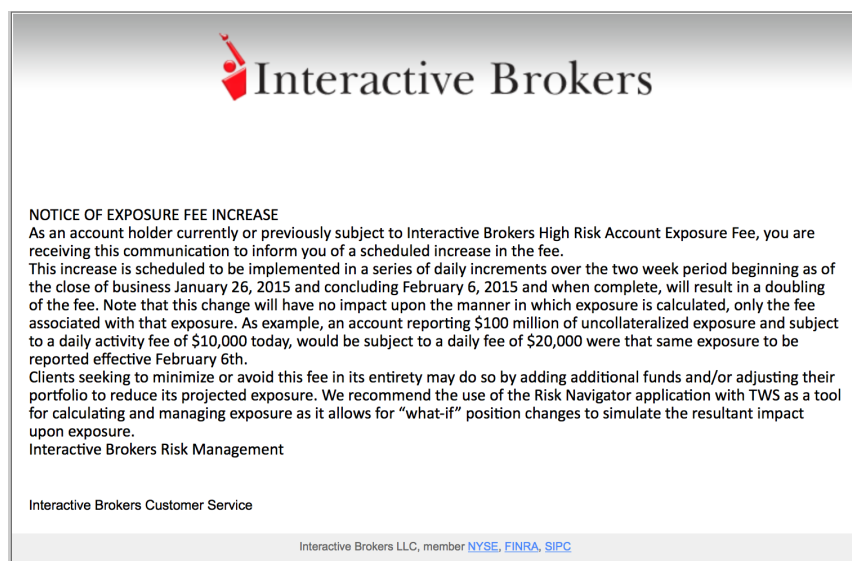 Interactive Brokers
NOTICE OF EXPOSURE FEE INCREASE
As an account holder currently or previously subject to Interactive Brokers High Risk Account Exposure Fee, you are
receiving this communication to inform you of a scheduled increase in the fee.
This increase is scheduled to be implemented in a series of daily increments over the two week period beginning as of
the close of business January 26, 2015 and concluding February 6, 2015 and when complete, will result in a doubling
of the fee. Note that this change will have no impact upon the manner in which exposure is calculated, only the fee
associated with that exposure. As example, an account reporting $100 million of uncollateralized exposure and subject
to a daily activity fee of $10,000 today, would be subject to a daily fee of $20,000 were that same exposure to be
reported effective February 6th.
Clients seeking to minimize or avoid this fee in its entirety may do so by adding additional funds and/or adjusting their
portfolio to reduce its projected exposure. We recommend the use of the Risk Navigator application with TWS as a tool
for calculating and managing exposure as it allows for “what-if” position changes to simulate the resultant impact
upon exposure.
Interactive Brokers Risk Management
Interactive Brokers Customer Service
Interactive Brokers LLC, member NYSE, FINRA, SIPC